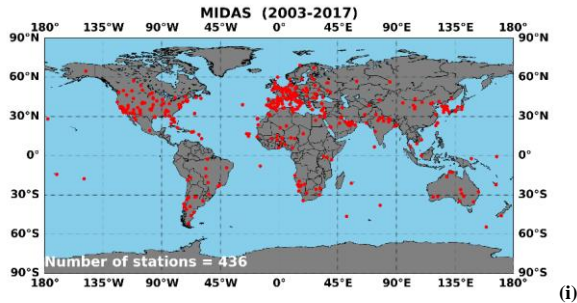 MIDAS (2003-2017)
180° 135°W 90°W 45°W 0° 45°E 90°E 135°E 180°
90°N 90°N
60°N 60°N
30°N 30°N
0° 0°
30°S 30°S
60°S 60°S
Number of stations = 436
90°S 90°S
180° 135°W 90°W 45°W 0° 45°E 90°E 135°E 180°
(i)